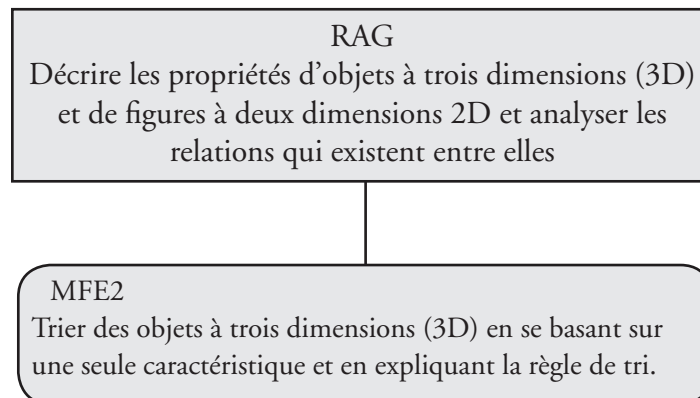 RAG
Décrire les propriétés d’objets à trois dimensions (3D)
et de figures à deux dimensions 2D et analyser les
relations qui existent entre elles
MFE2
Trier des objets à trois dimensions (3D) en se basant sur
une seule caractéristique et en expliquant la règle de tri.